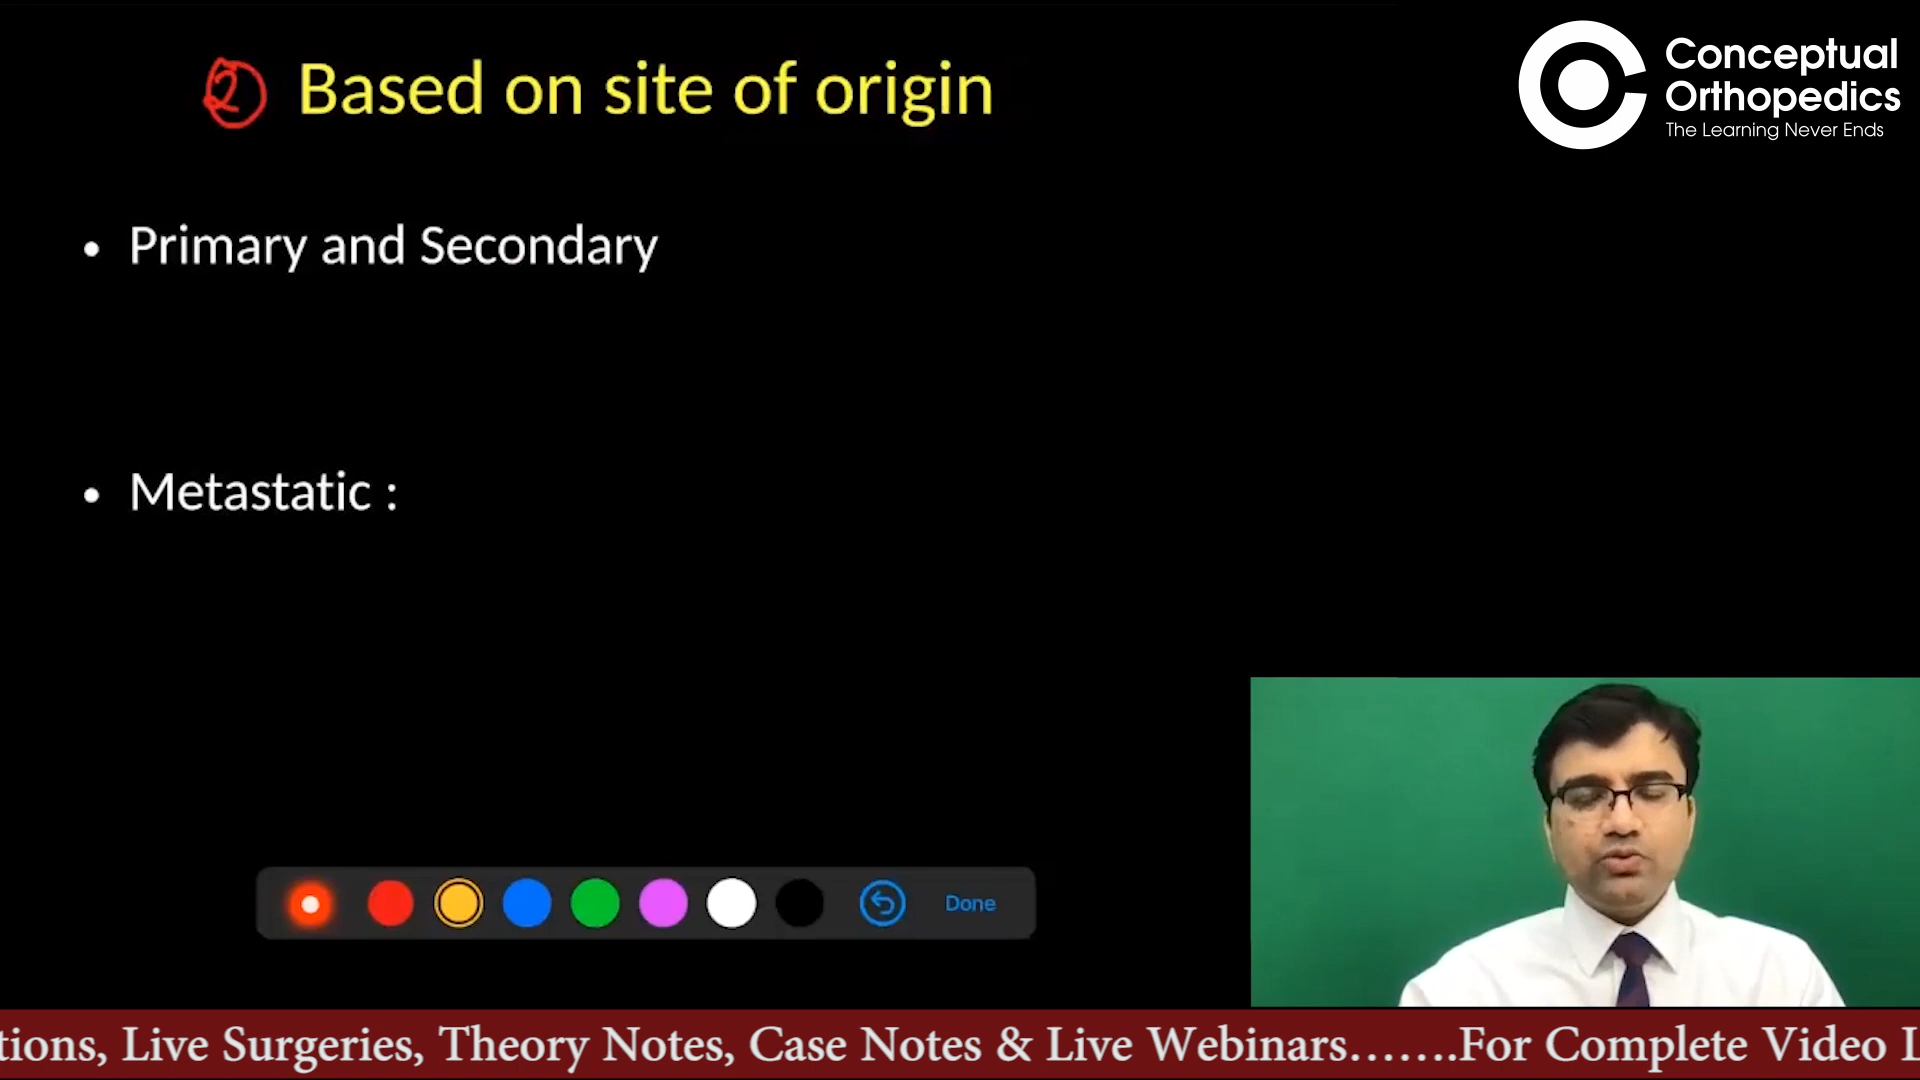 ② Based on site of origin
Conceptual
Orthopedics
The Learning Never Ends
• Primary and Secondary
• Metastatic :
Done
tions, Live Surgeries, Theory Notes, Case Notes & Live Webinars.......For Complete Video L